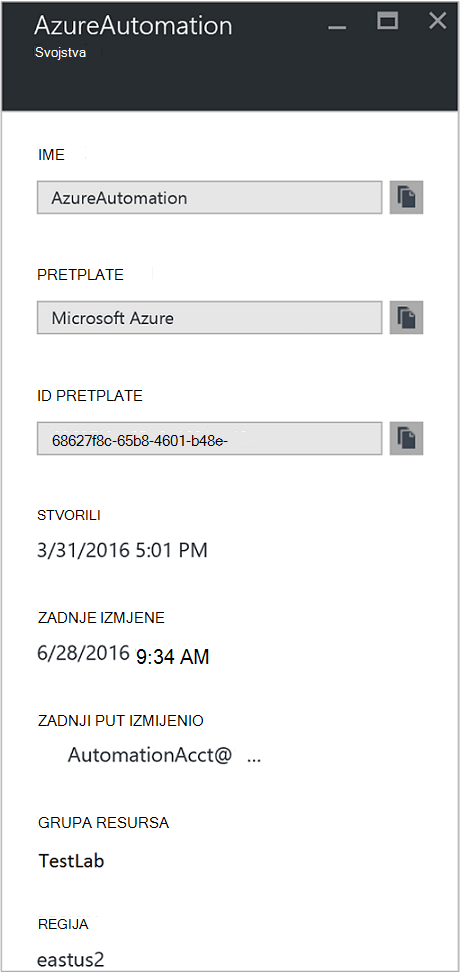 AzureAutomation
Svojstva
IME
AzureAutomation
PRETPLATE
Microsoft Azure
ID PRETPLATE
68627f8c-65b8-4601-b48e-
STVORILI
3/31/2016 5:01 PM
ZADNJE IZMJENE
6/28/2016 9:34 AM
ZADNJI PUT IZMIJENIO
AutomationAcct@ ...
GRUPA RESURSA
TestLab
REGIJA
eastus2